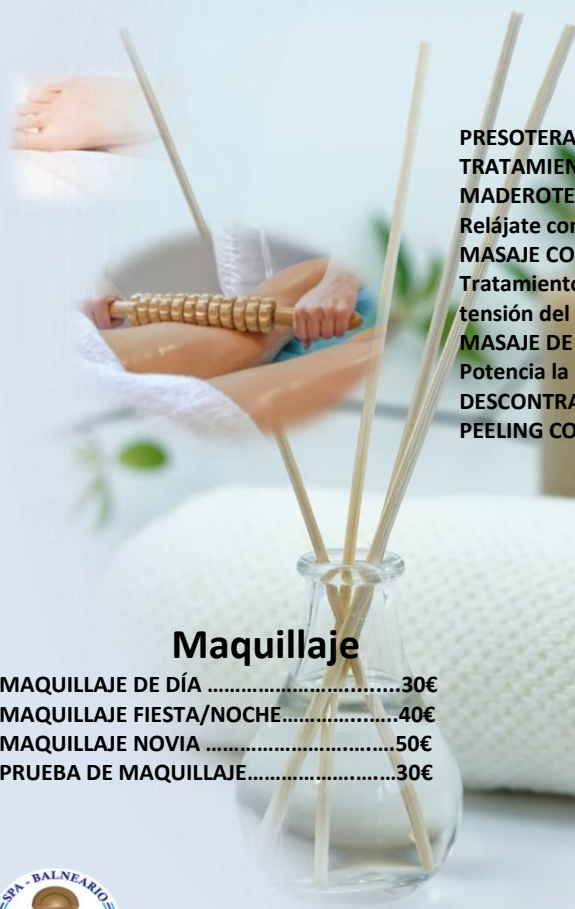 PRESOTERA
TRATAMIEN
MADEROTE
Relájate con
MASAJE CO
Tratamiento
tensión del
MASAJE DE
Potencia la
DESCONTRA
PEELING CO
Maquillaje
MAQUILLAJE DE DÍA ................................30€
MAQUILLAJE FIESTA/NOCHE.....................40€
MAQUILLAJE NOVIA ...............................50€
PRUEBA DE MAQUILLAJE.........................30€
SPA - BALNEARIO